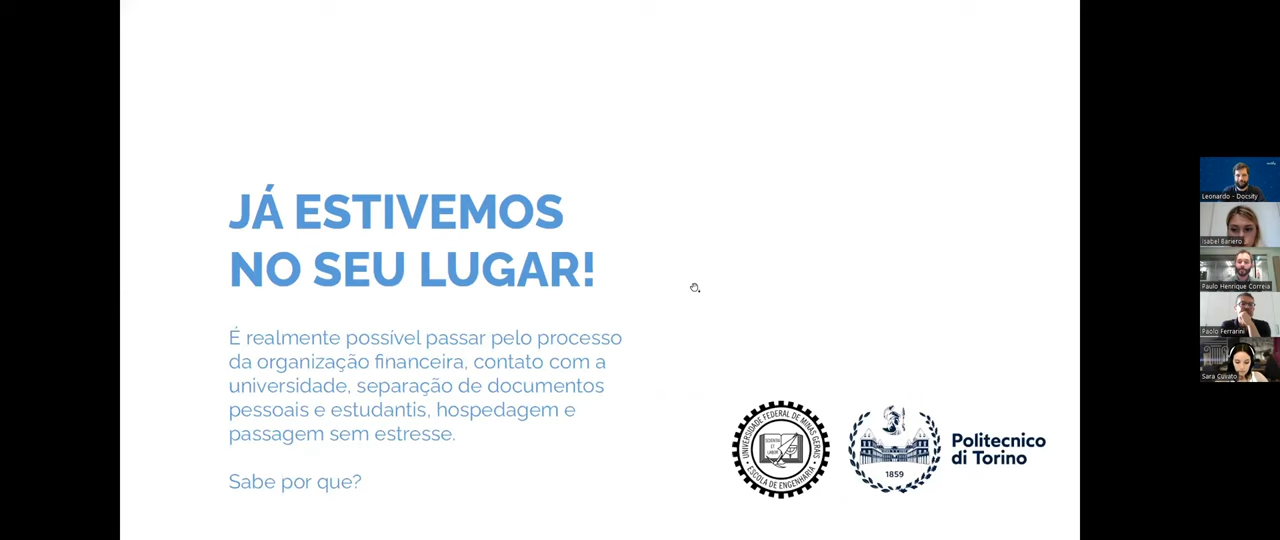 JÁ ESTIVEMOS
NO SEU LUGAR!
É realmente possível passar pelo processo
da organização financeira, contato com a
universidade, separação de documentos
pessoais e estudantis, hospedagem e
passagem sem estresse.
Sabe por que?
UNIVERSIDADE FEDERAL DE MINAS GERAIS
ESCOLA DE ENGENHARIA
1859
Politecnico
di Torino
Leonardo - Docsity
Isabel Bariero
Paulo Henrique Correia
Paolo Ferrarini
Sara Cuvato